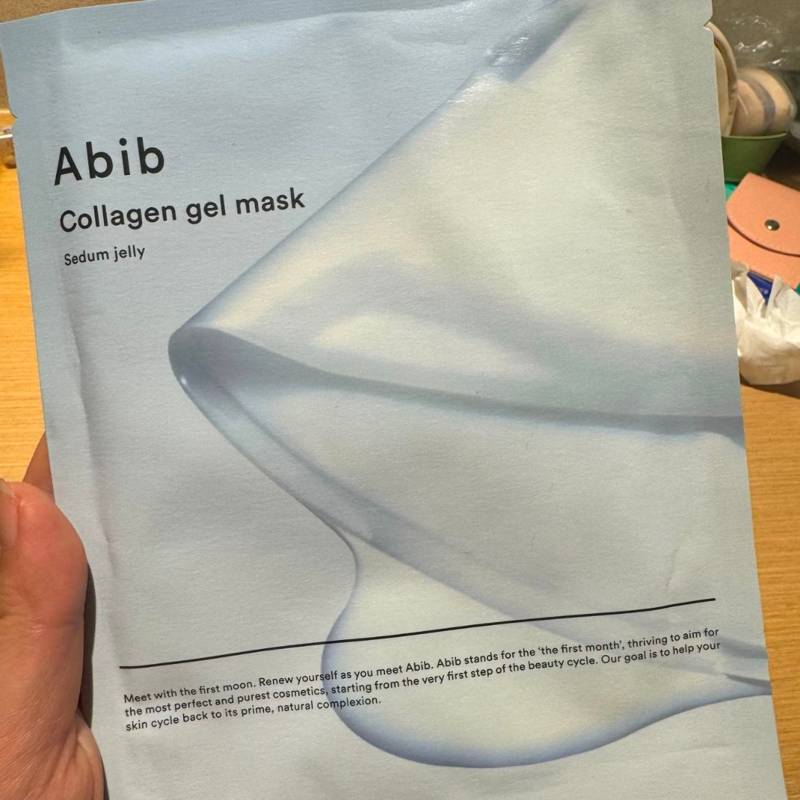 Abib
Collagen gel mask
Sedum jelly
Meet with the first moon. Renew yourself as you meet Abib. Abib stands for the 'the first month', thriving to aim for
the most perfect and purest cosmetics, starting from the very first step of the beauty cycle. Our goal is to help your
skin cycle back to its prime, natural complexion.